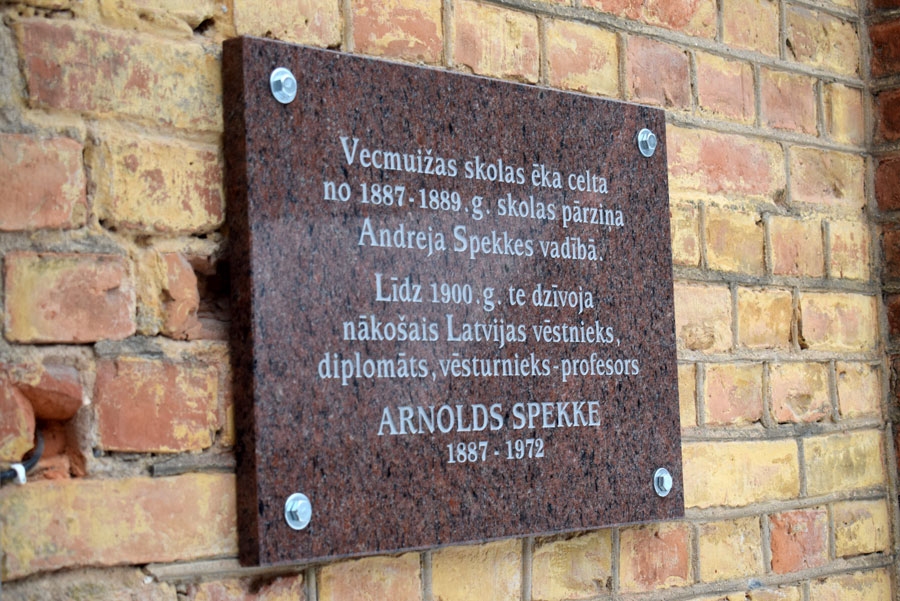 Vecmuižas skolas ēka celta
no 1887-1889.g. skolas pārziņa
Andreja Spekkes vadībā.
Līdz 1900.g. te dzīvoja
nākošais Latvijas vēstnieks,
diplomāts, vēsturnieks-profesors
ARNOLDS SPEKKE
1887 - 1972